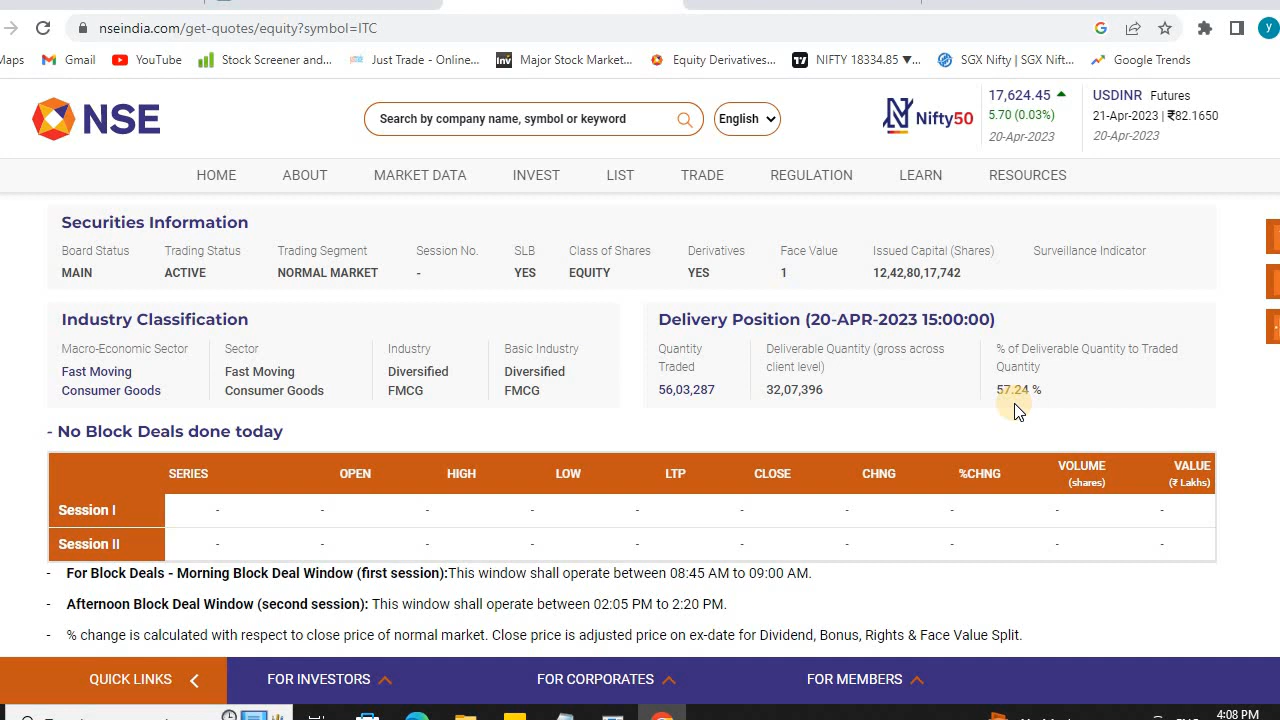 nseindia.com/get-quotes/equity?symbol=ITC
Maps Gmail YouTube Stock Screener and... Just Trade - Online... Major Stock Market... Equity Derivatives... NIFTY 18334.85 ▼... SGX Nifty | SGX Nift... Google Trends
NSE
Search by company name, symbol or keyword
English
Nifty50
17,624.45
5.70 (0.03%)
20-Apr-2023
USDINR Futures
21-Apr-2023 | ₹82.1650
20-Apr-2023
HOME ABOUT MARKET DATA INVEST LIST TRADE REGULATION LEARN RESOURCES
Securities Information
Board Status Trading Status Trading Segment Session No. SLB Class of Shares Derivatives Face Value Issued Capital (Shares) Surveillance Indicator
MAIN ACTIVE NORMAL MARKET - YES EQUITY YES 1 12,42,80,17,742
Industry Classification
Macro-Economic Sector Sector Industry Basic Industry
Fast Moving Fast Moving Diversified Diversified
Consumer Goods Consumer Goods FMCG FMCG
Delivery Position (20-APR-2023 15:00:00)
Quantity Deliverable Quantity (gross across % of Deliverable Quantity to Traded
Traded client level) Quantity
56,03,287 32,07,396 57.24 %
- No Block Deals done today
SERIES OPEN HIGH LOW LTP CLOSE CHNG %CHNG VOLUME VALUE
(shares) (₹ Lakhs)
Session I - - - - - - - - - -
Session II - - - - - - - - - -
- For Block Deals - Morning Block Deal Window (first session):This window shall operate between 08:45 AM to 09:00 AM.
- Afternoon Block Deal Window (second session): This window shall operate between 02:05 PM to 2:20 PM.
- % change is calculated with respect to close price of normal market. Close price is adjusted price on ex-date for Dividend, Bonus, Rights & Face Value Split.
QUICK LINKS FOR INVESTORS FOR CORPORATES FOR MEMBERS
4:08 PM